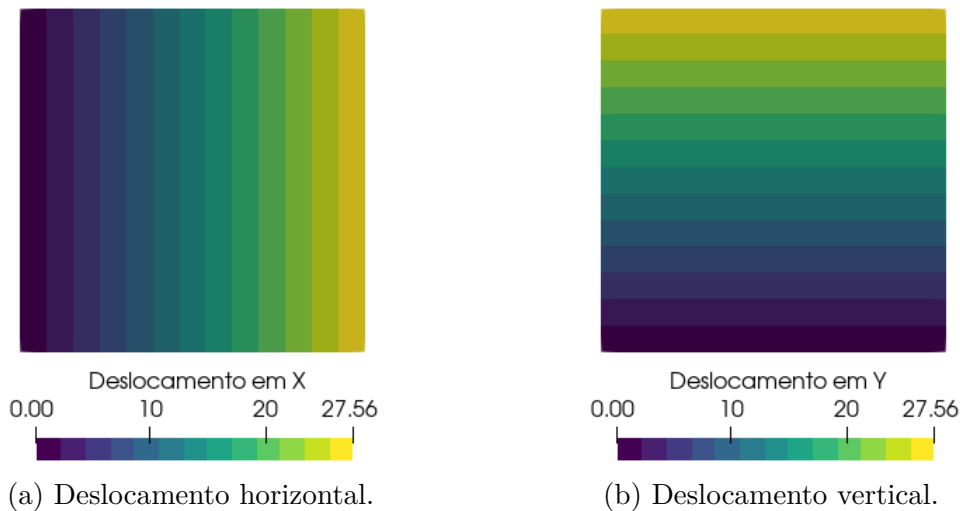 Deslocamento em X
0.00 10 20 27.56
(a) Deslocamento horizontal.
Deslocamento em Y
0.00 10 20 27.56
(b) Deslocamento vertical.